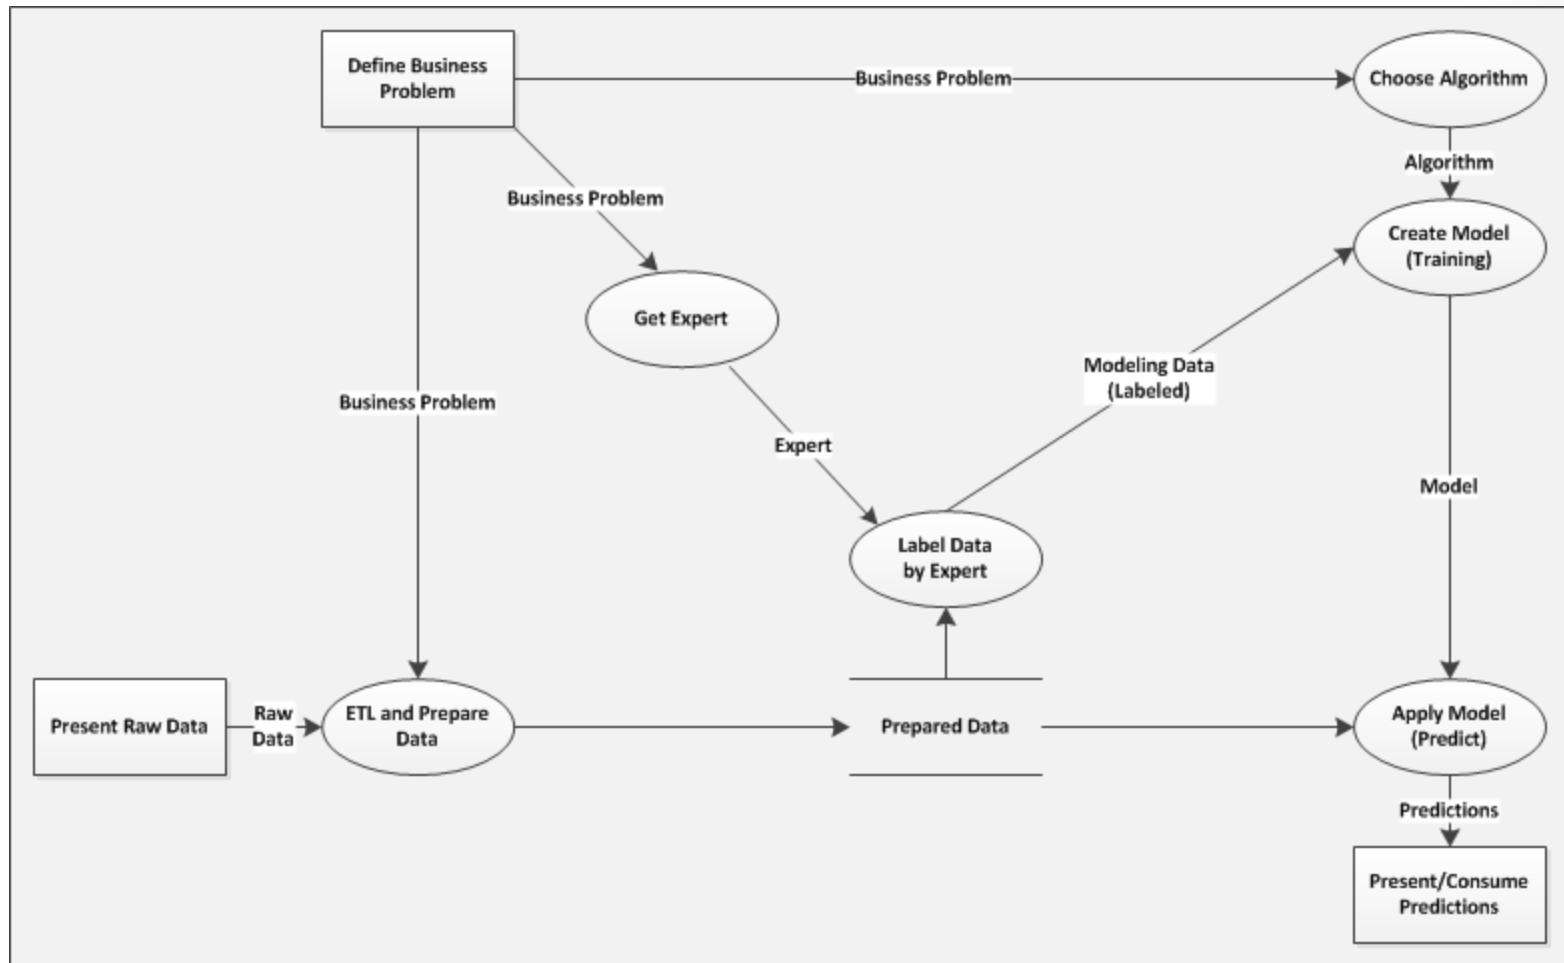 Define Business
Problem
Business Problem
Choose Algorithm
Algorithm
Business Problem
Create Model
(Training)
Get Expert
Modeling Data
(Labeled)
Business Problem
Expert
Model
Label Data
by Expert
Present Raw Data
Raw
Data
ETL and Prepare
Data
Prepared Data
Apply Model
(Predict)
Predictions
Present/Consume
Predictions